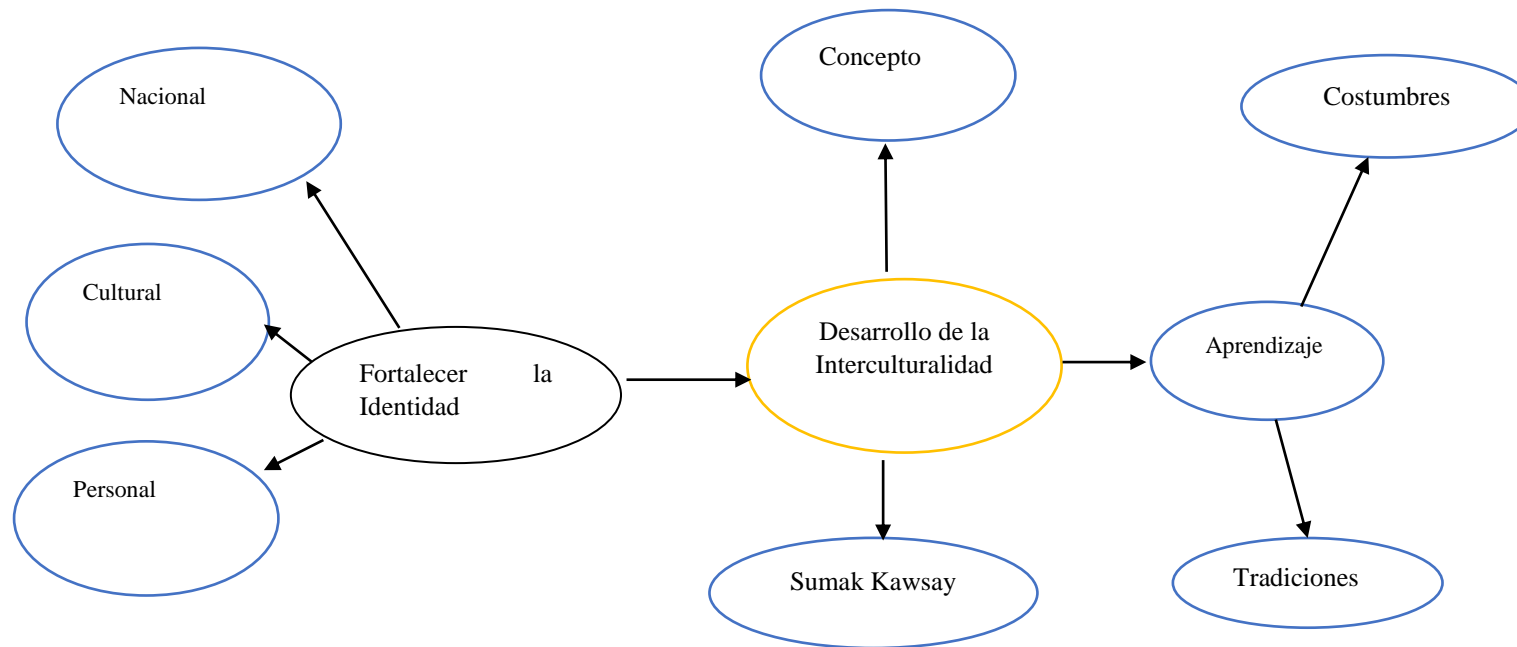 Concepto
Costumbres
Nacional
Cultural
Desarrollo de la
Interculturalidad
Aprendizaje
Fortalecer la
Identidad
Personal
Sumak Kawsay
Tradiciones